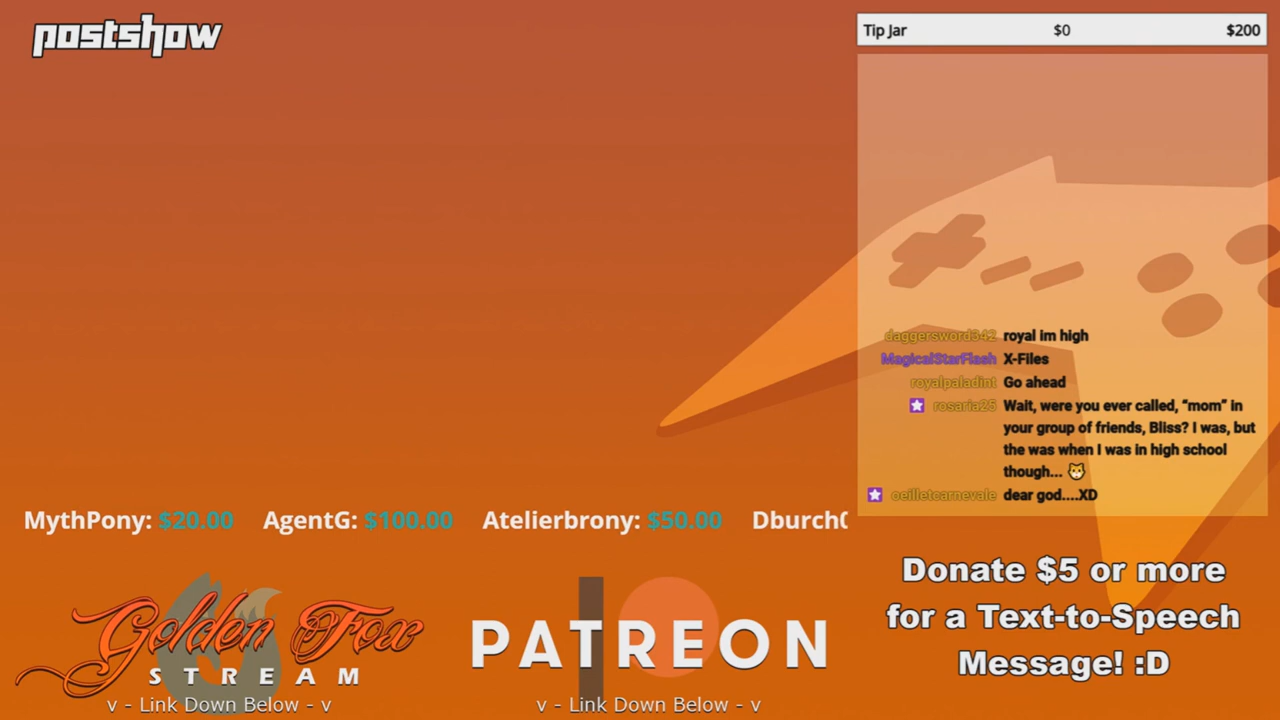 postshow
Tip Jar $0 $200
daggersword342 royal im high
MagicalStarFlash X-Files
royalpaladint Go ahead
rosaria25 Wait, were you ever called, “mom” in
your group of friends, Bliss? I was, but
the was when I was in high school
though...
oeilletcarnevale dear god....XD
MythPony: $20.00 AgentG: $100.00 Atelierbrony: $50.00 Dburch0
Golden Fox
STREAM
v - Link Down Below - v
PATREON
v - Link Down Below - v
Donate $5 or more
for a Text-to-Speech
Message! :D